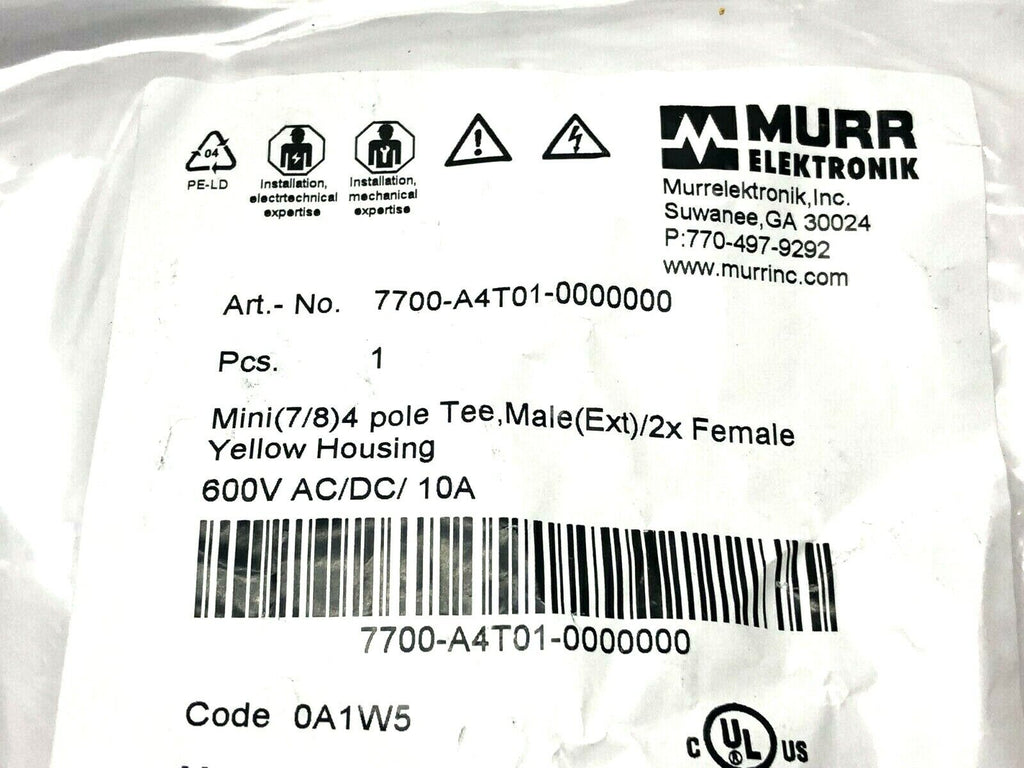 04
PE-LD
Installation,
electrtechnical
expertise
Installation,
mechanical
expertise
MURR
ELEKTRONIK
Murrelektronik,Inc.
Suwanee,GA 30024
P:770-497-9292
www.murrinc.com
Art.- No. 7700-A4T01-0000000
Pcs. 1
Mini(7/8)4 pole Tee,Male(Ext)/2x Female
Yellow Housing
600V AC/DC/ 10A
7700-A4T01-0000000
Code 0A1W5
C UL® US